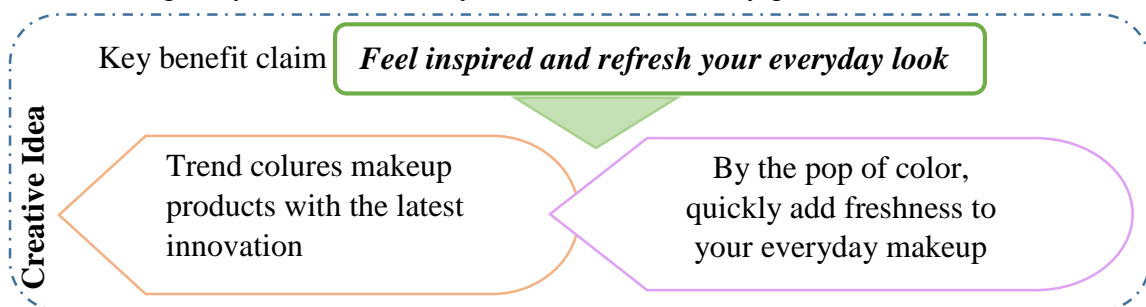 Key benefit claim
Feel inspired and refresh your everyday look
Creative Idea
Trend colures makeup
products with the latest
innovation
By the pop of color,
quickly add freshness to
your everyday makeup